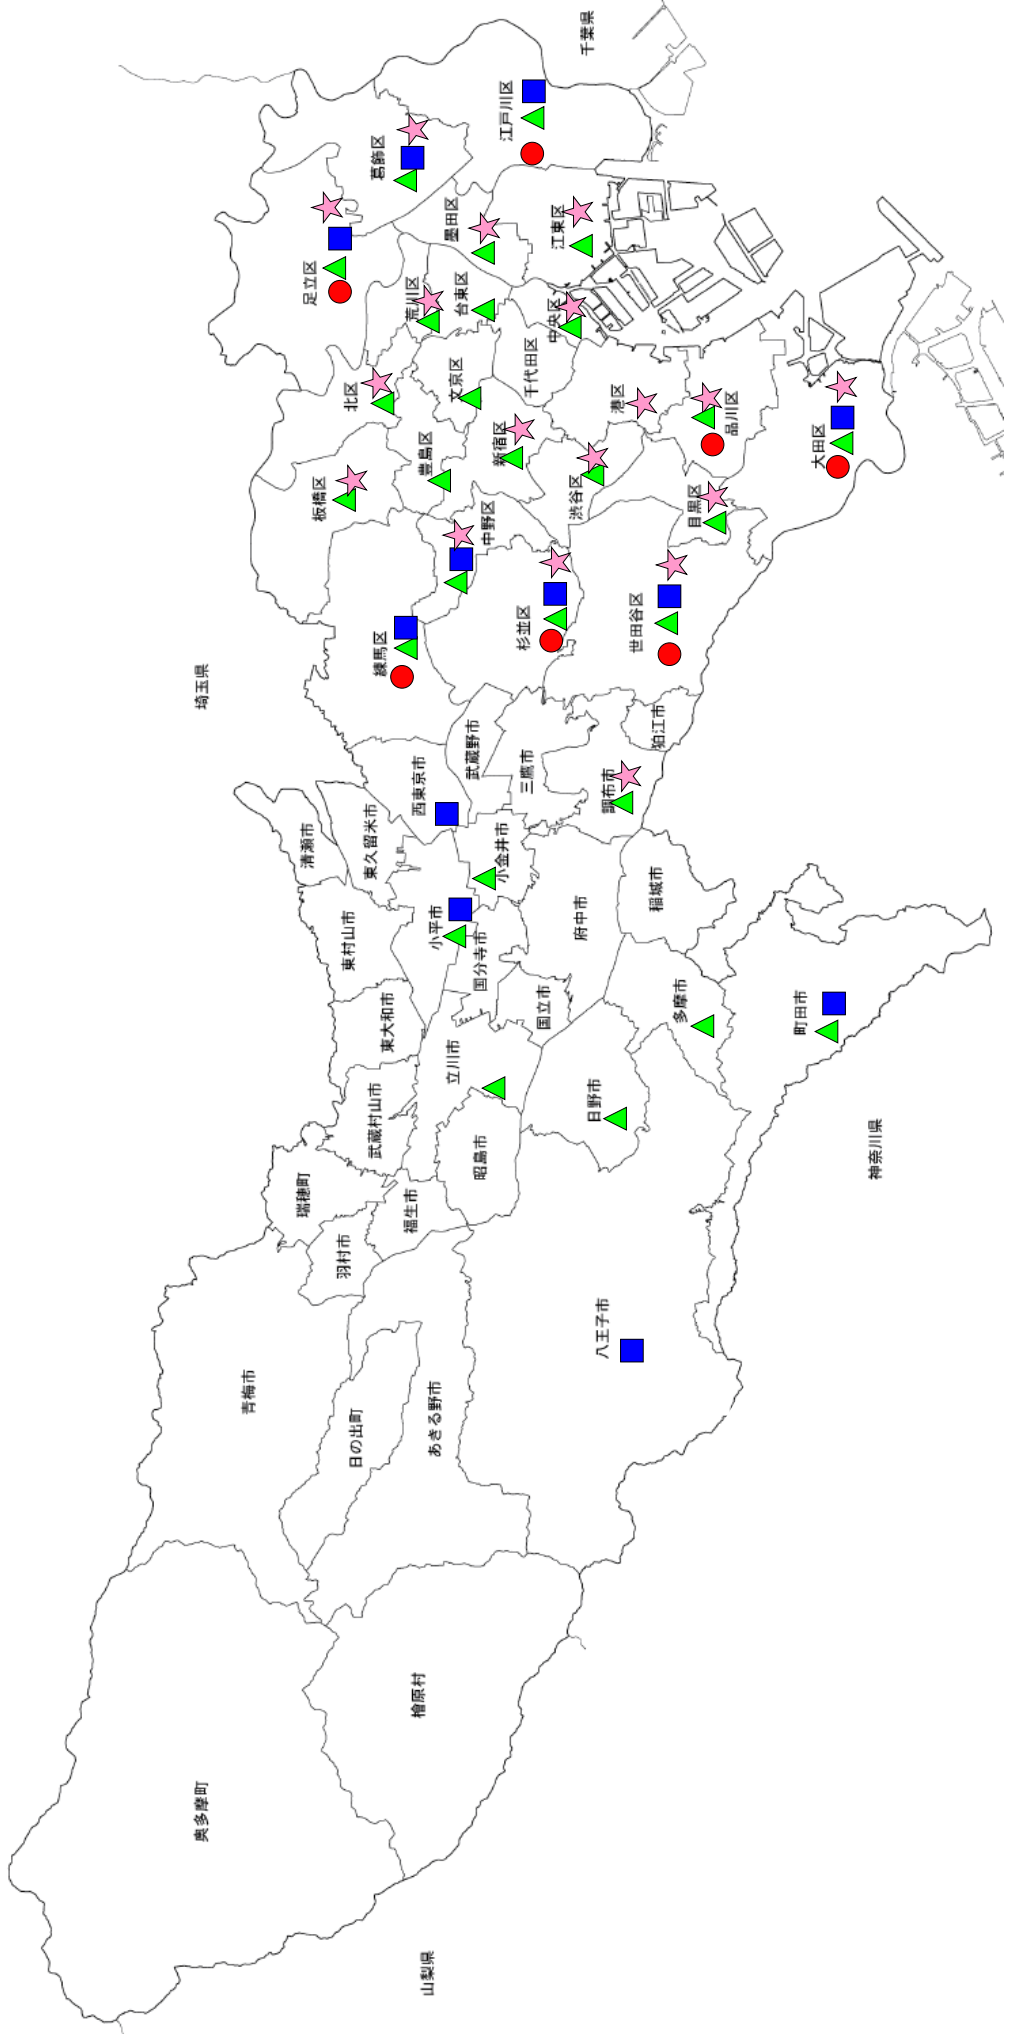 奥多摩町
山梨県
檜原村
青梅市
日の出町
あきる野市
八王子市
瑞穂町
羽村市
福生市
武蔵村山市
昭島市
立川市
日野市
東大和市
東村山市
国立市
国分寺市
小平市
府中市
多摩市
町田市
神奈川県
稲城市
清瀬市
東久留米市
西東京市
小金井市
武蔵野市
三鷹市
調布市
狛江市
埼玉県
練馬区
杉並区
世田谷区
中野区
板橋区
豊島区
新宿区
渋谷区
目黒区
大田区
品川区
港区
北区
文京区
千代田区
荒川区
台東区
中央区
足立区
墨田区
江東区
葛飾区
江戸川区
千葉県